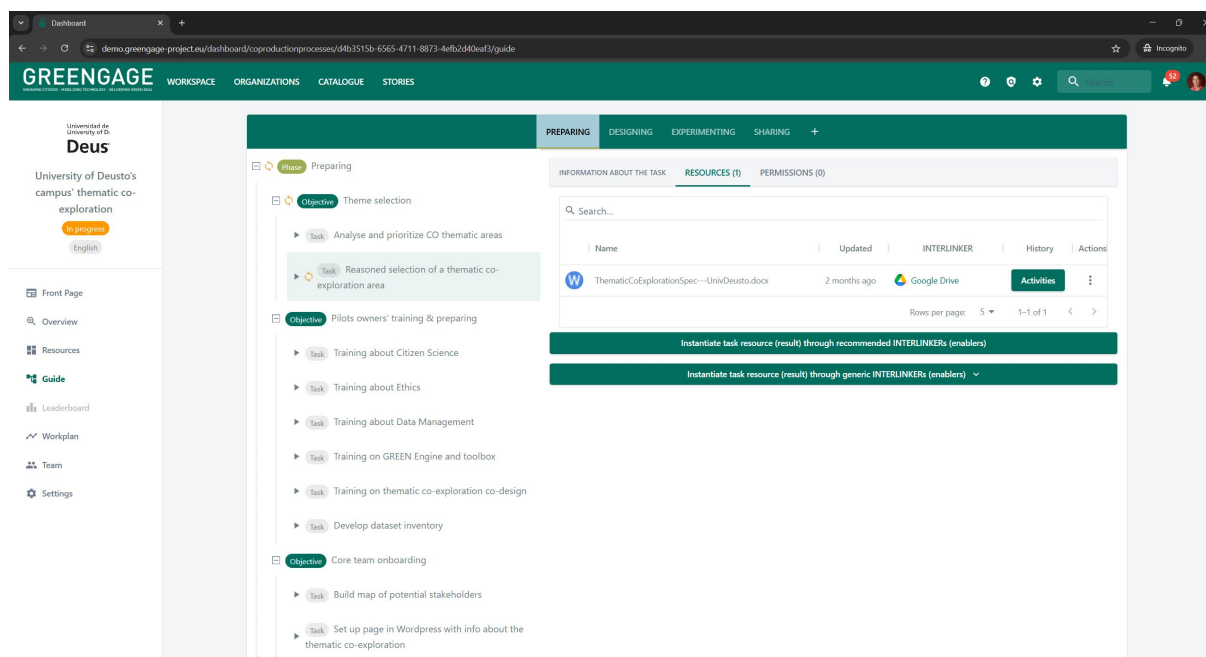 Dashboard
demo.greengage-project.eu/dashboard/coproductionprocesses/d4b3515b-6565-4711-8873-4efb2d40eaf3/guide
Incognito
GREENGAGE
WORKSPACE ORGANIZATIONS CATALOGUE STORIES
Search
52
Universidad de
University of D
Deus
University of Deusto's
campus' thematic co-
exploration
In progress
English
Front Page
Overview
Resources
Guide
Leaderboard
Workplan
Team
Settings
PREPARING DESIGNING EXPERIMENTING SHARING +
Phase Preparing
Objective Theme selection
Task Analyse and prioritize CO thematic areas
Task Reasoned selection of a thematic co-
exploration area
Objective Pilots owners' training & preparing
Task Training about Citizen Science
Task Training about Ethics
Task Training about Data Management
Task Training on GREEN Engine and toolbox
Task Training on thematic co-exploration co-design
Task Develop dataset inventory
Objective Core team onboarding
Task Build map of potential stakeholders
Task Set up page in Wordpress with info about the
thematic co-exploration
INFORMATION ABOUT THE TASK RESOURCES (1) PERMISSIONS (0)
Search...
Name Updated INTERLINKER History Actions
W ThematicCoExplorationSpec---UnivDeusto.docx 2 months ago Google Drive Activities
Rows per page: 5 1–1 of 1
Instantiate task resource (result) through recommended INTERLINKERs (enablers)
Instantiate task resource (result) through generic INTERLINKERs (enablers)